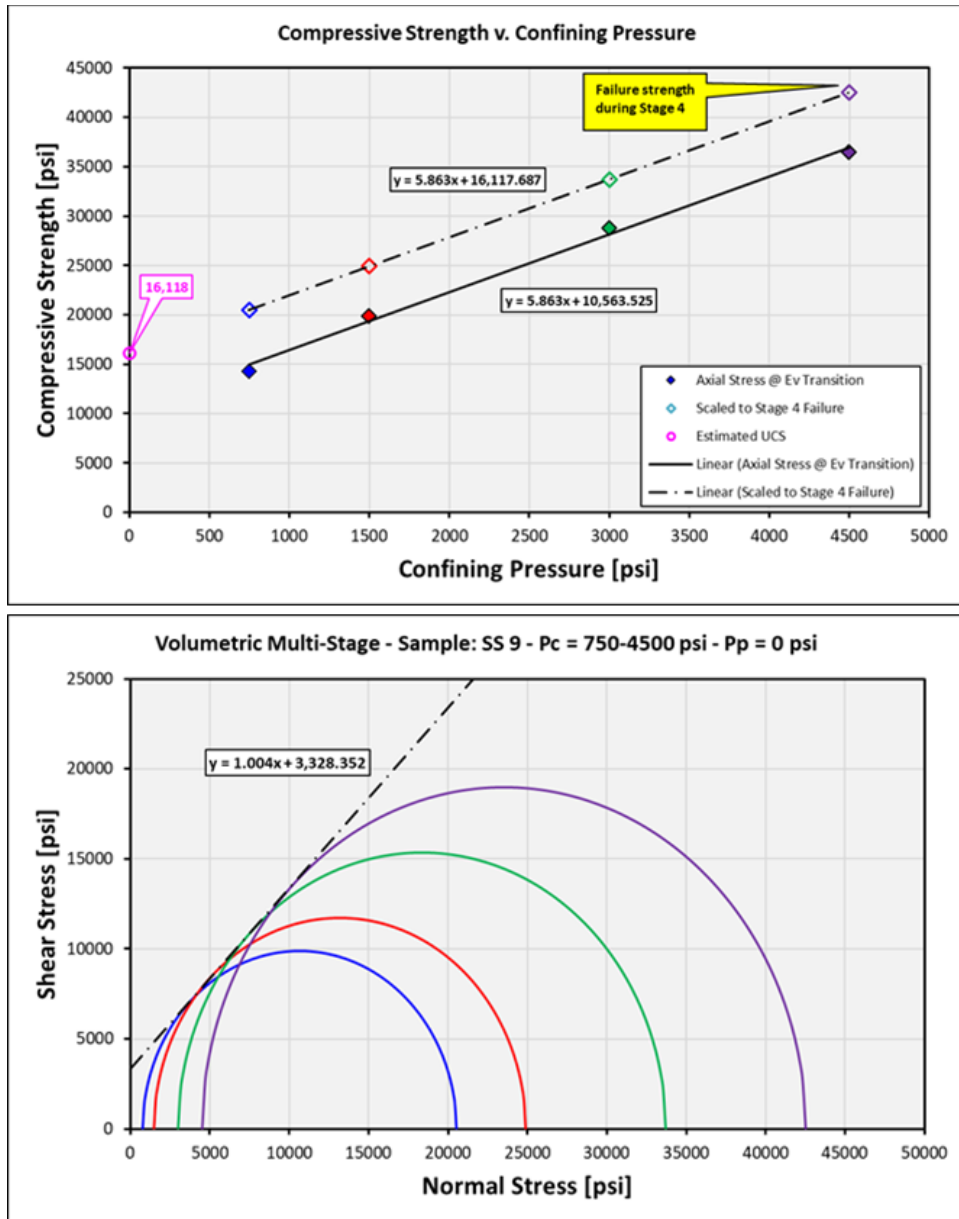 Compressive Strength v. Confining Pressure
45000
40000
35000
30000
25000
20000
15000
10000
5000
0
Compressive Strength [psi]
Failure strength
during Stage 4
y = 5.863x + 16,117.687
16,118
y = 5.863x + 10,563.525
Axial Stress @ Ev Transition
Scaled to Stage 4 Failure
Estimated UCS
Linear (Axial Stress @ Ev Transition)
Linear (Scaled to Stage 4 Failure)
0 500 1000 1500 2000 2500 3000 3500 4000 4500 5000
Confining Pressure [psi]
Volumetric Multi-Stage - Sample: SS 9 - Pc = 750-4500 psi - Pp = 0 psi
25000
20000
15000
10000
5000
0
Shear Stress [psi]
y = 1.004x + 3,328.352
0 5000 10000 15000 20000 25000 30000 35000 40000 45000 50000
Normal Stress [psi]